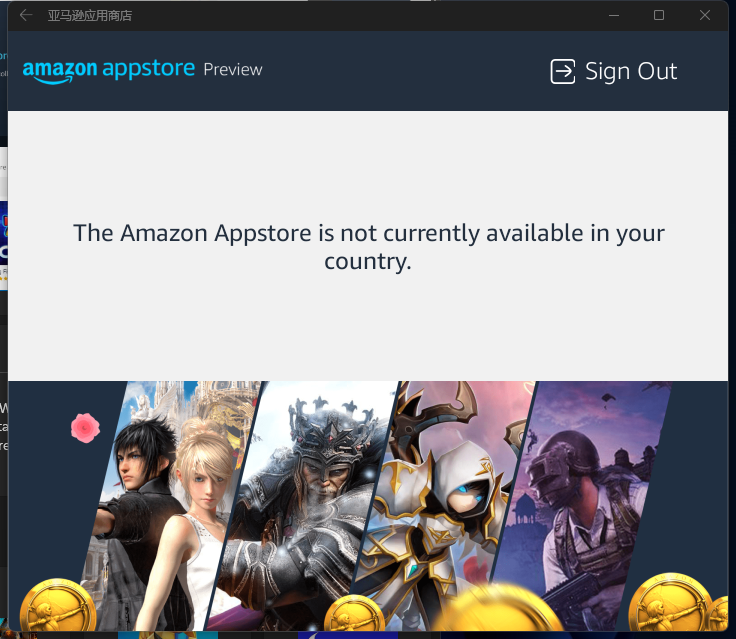 亚马逊应用商店
amazon appstore Preview
Sign Out
The Amazon Appstore is not currently available in your
country.